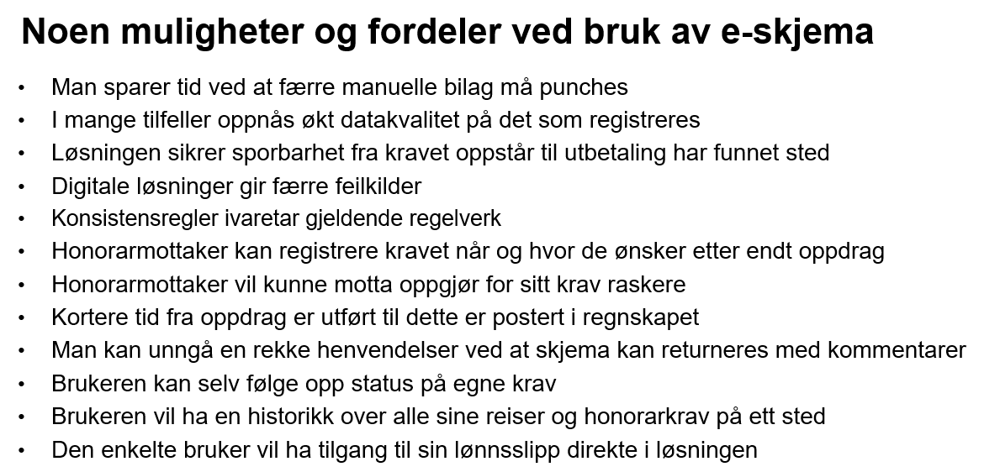 Noen muligheter og fordeler ved bruk av e-skjema
• Man sparer tid ved at færre manuelle bilag må punches
• I mange tilfeller oppnås økt datakvalitet på det som registreres
• Løsningen sikrer sporbarhet fra kravet oppstår til utbetaling har funnet sted
• Digitale løsninger gir færre feilkilder
• Konsistensregler ivaretar gjeldende regelverk
• Honorarmottaker kan registrere kravet når og hvor de ønsker etter endt oppdrag
• Honorarmottaker vil kunne motta oppgjør for sitt krav raskere
• Kortere tid fra oppdrag er utført til dette er postert i regnskapet
• Man kan unngå en rekke henvendelser ved at skjema kan returneres med kommentarer
• Brukeren kan selv følge opp status på egne krav
• Brukeren vil ha en historikk over alle sine reiser og honorarkrav på ett sted
• Den enkelte bruker vil ha tilgang til sin lønnsslipp direkte i løsningen